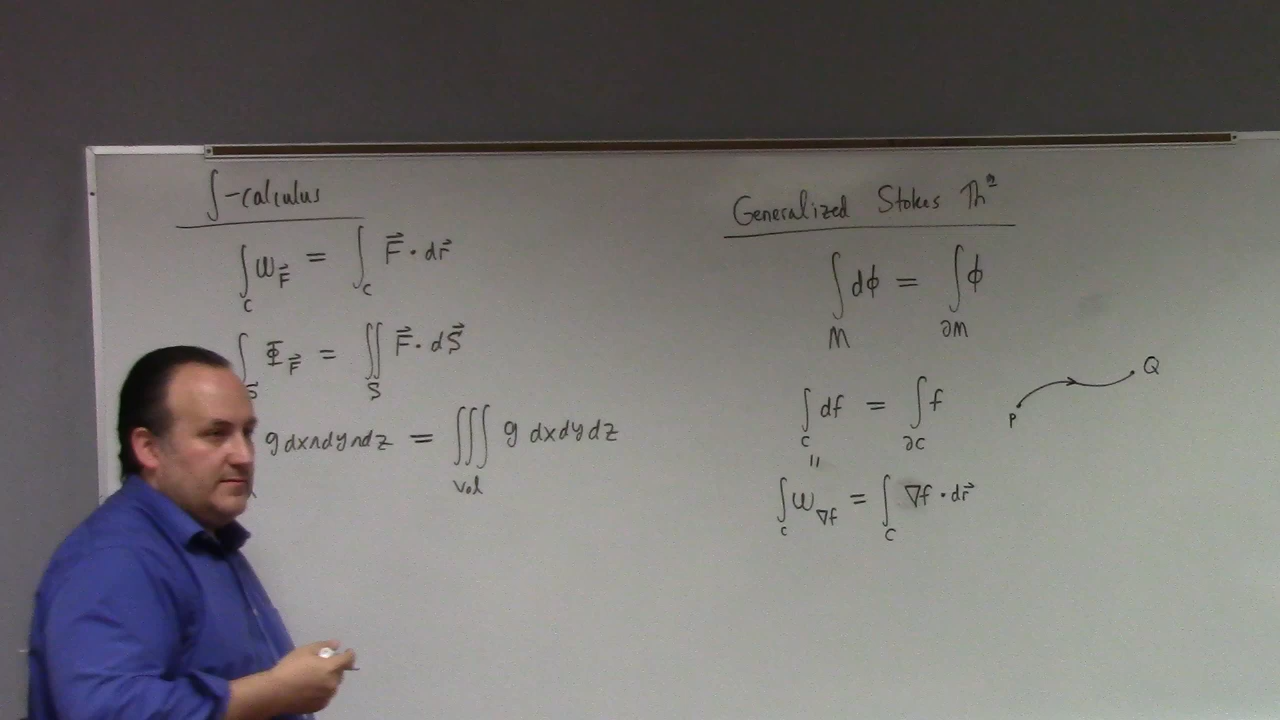 ∫-calculus
∫_C ω_F⃗ = ∫_C F⃗ · dr⃗
∫_S Φ_F⃗ = ∬_S F⃗ · dS⃗
g dx∧dy∧dz = ∭_Vol g dxdydz
Generalized Stokes Thᵐ
∫_M dϕ = ∫_∂M ϕ
∫_C df = ∫_∂C f
P Q
||
∫_C ω_∇f = ∫_C ∇f · dr⃗